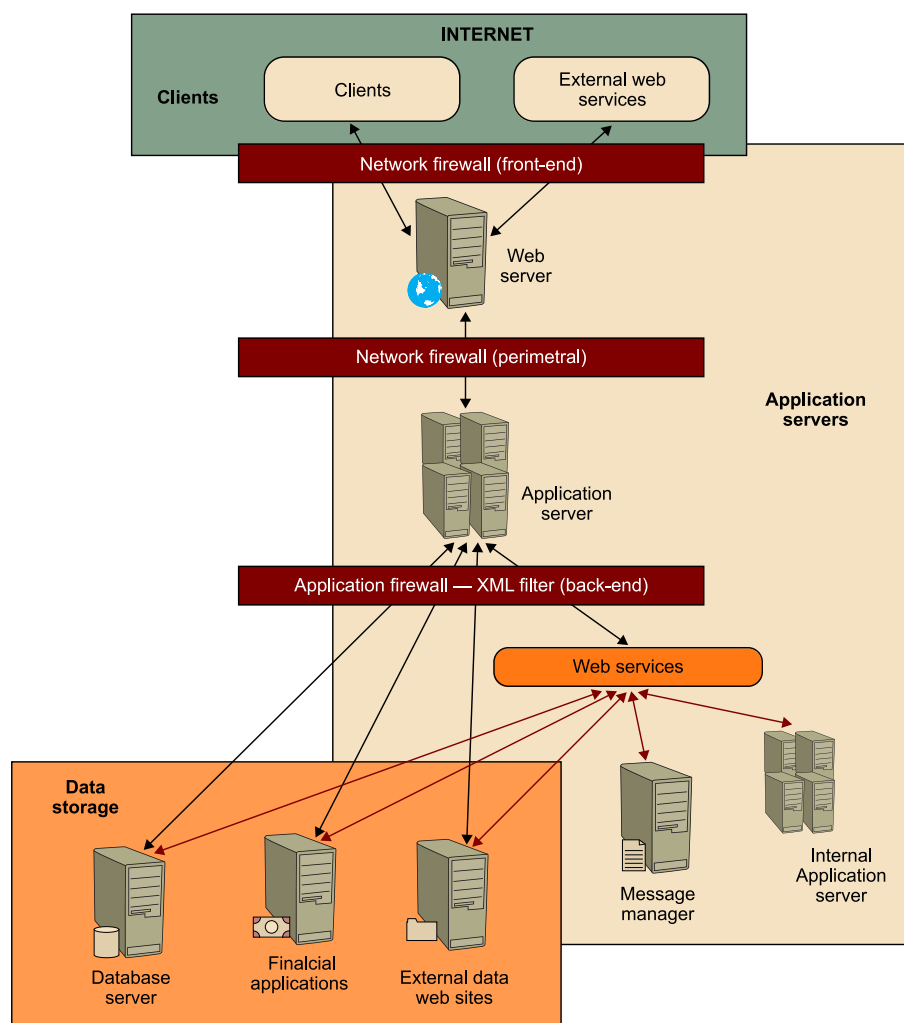 INTERNET
Clients
Clients
External web
services
Network firewall (front-end)
Web
server
Network firewall (perimetral)
Application
servers
Application
server
Application firewall — XML filter (back-end)
Web services
Data
storage
Internal
Application
server
Message
manager
Database
server
Finalcial
applications
External data
web sites